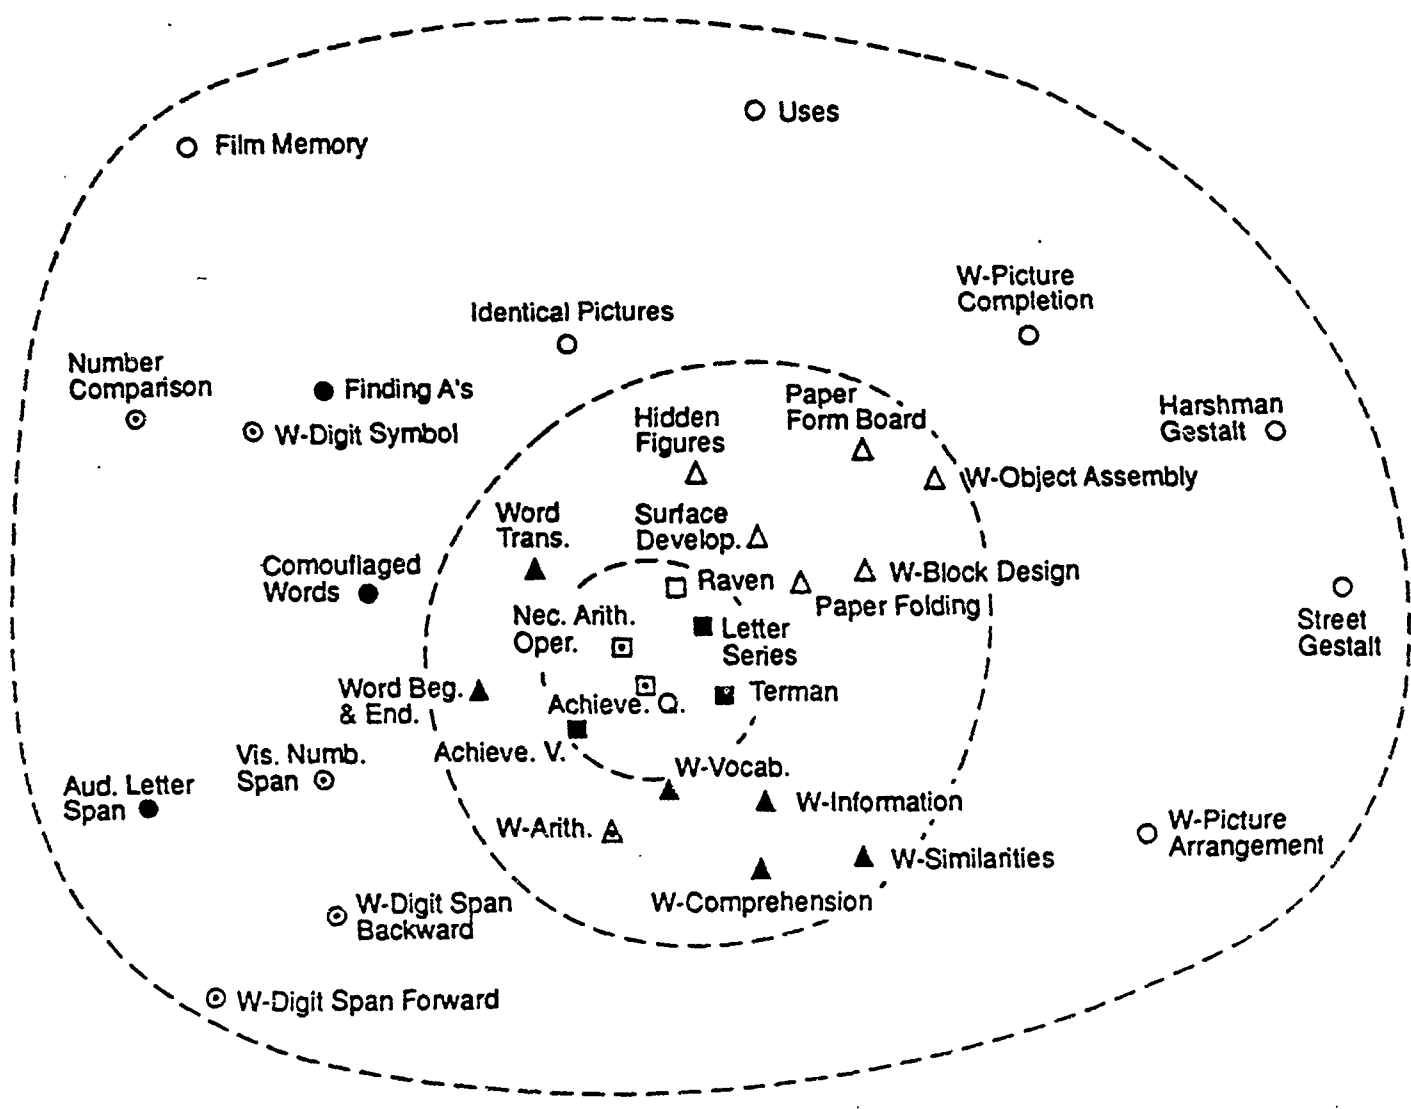 Uses
Film Memory
W-Picture
Completion
Identical Pictures
Number
Comparison
Finding A's
W-Digit Symbol
Hidden
Figures
Paper
Form Board
Harshman
Gestalt
W-Object Assembly
Word
Trans.
Surface
Develop.
Comouflaged
Words
Raven
W-Block Design
Paper Folding
Nec. Arith.
Oper.
Letter
Series
Street
Gestalt
Word Beg.
& End.
Achieve. Q.
Terman
Achieve. V.
Vis. Numb.
Span
W-Vocab.
Aud. Letter
Span
W-Information
W-Arith.
W-Picture
Arrangement
W-Similarities
W-Comprehension
W-Digit Span
Backward
W-Digit Span Forward